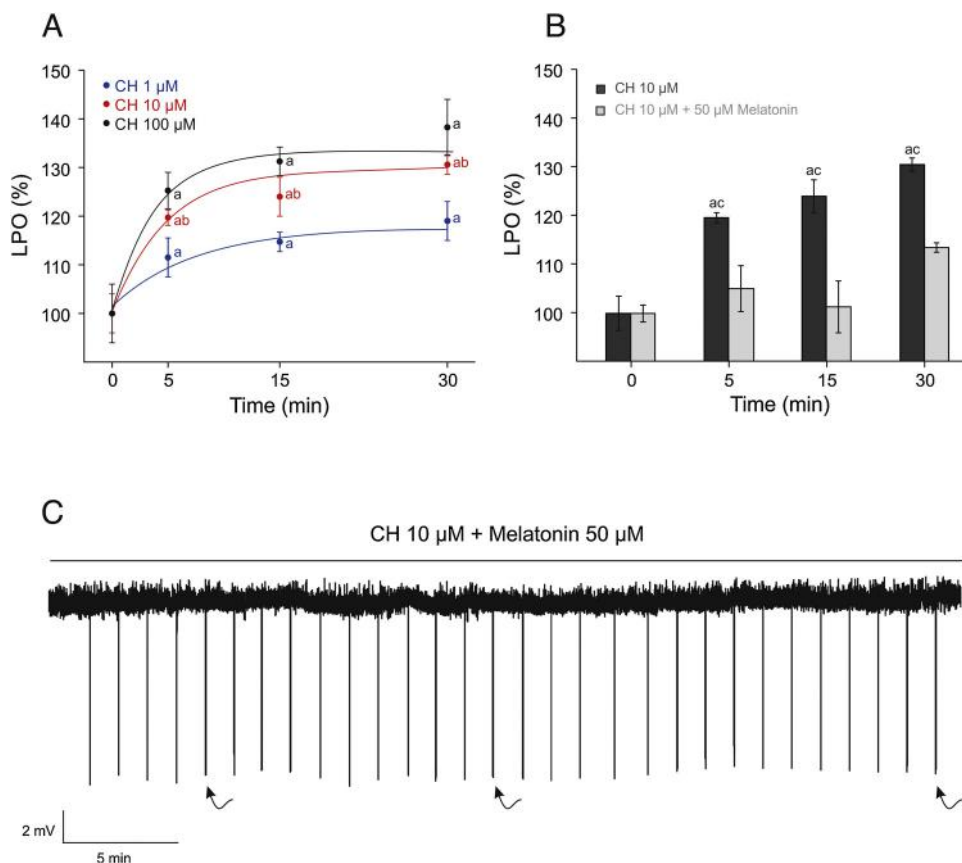 A
150
140
130
120
110
100
LPO (%)
CH 1 µM
CH 10 µM
CH 100 µM
a
a
a
ab
ab
ab
a
a
a
0 5 15 30
Time (min)
B
150
140
130
120
110
100
LPO (%)
CH 10 µM
CH 10 µM + 50 µM Melatonin
ac
ac
ac
0 5 15 30
Time (min)
C
CH 10 µM + Melatonin 50 µM
2 mV
5 min